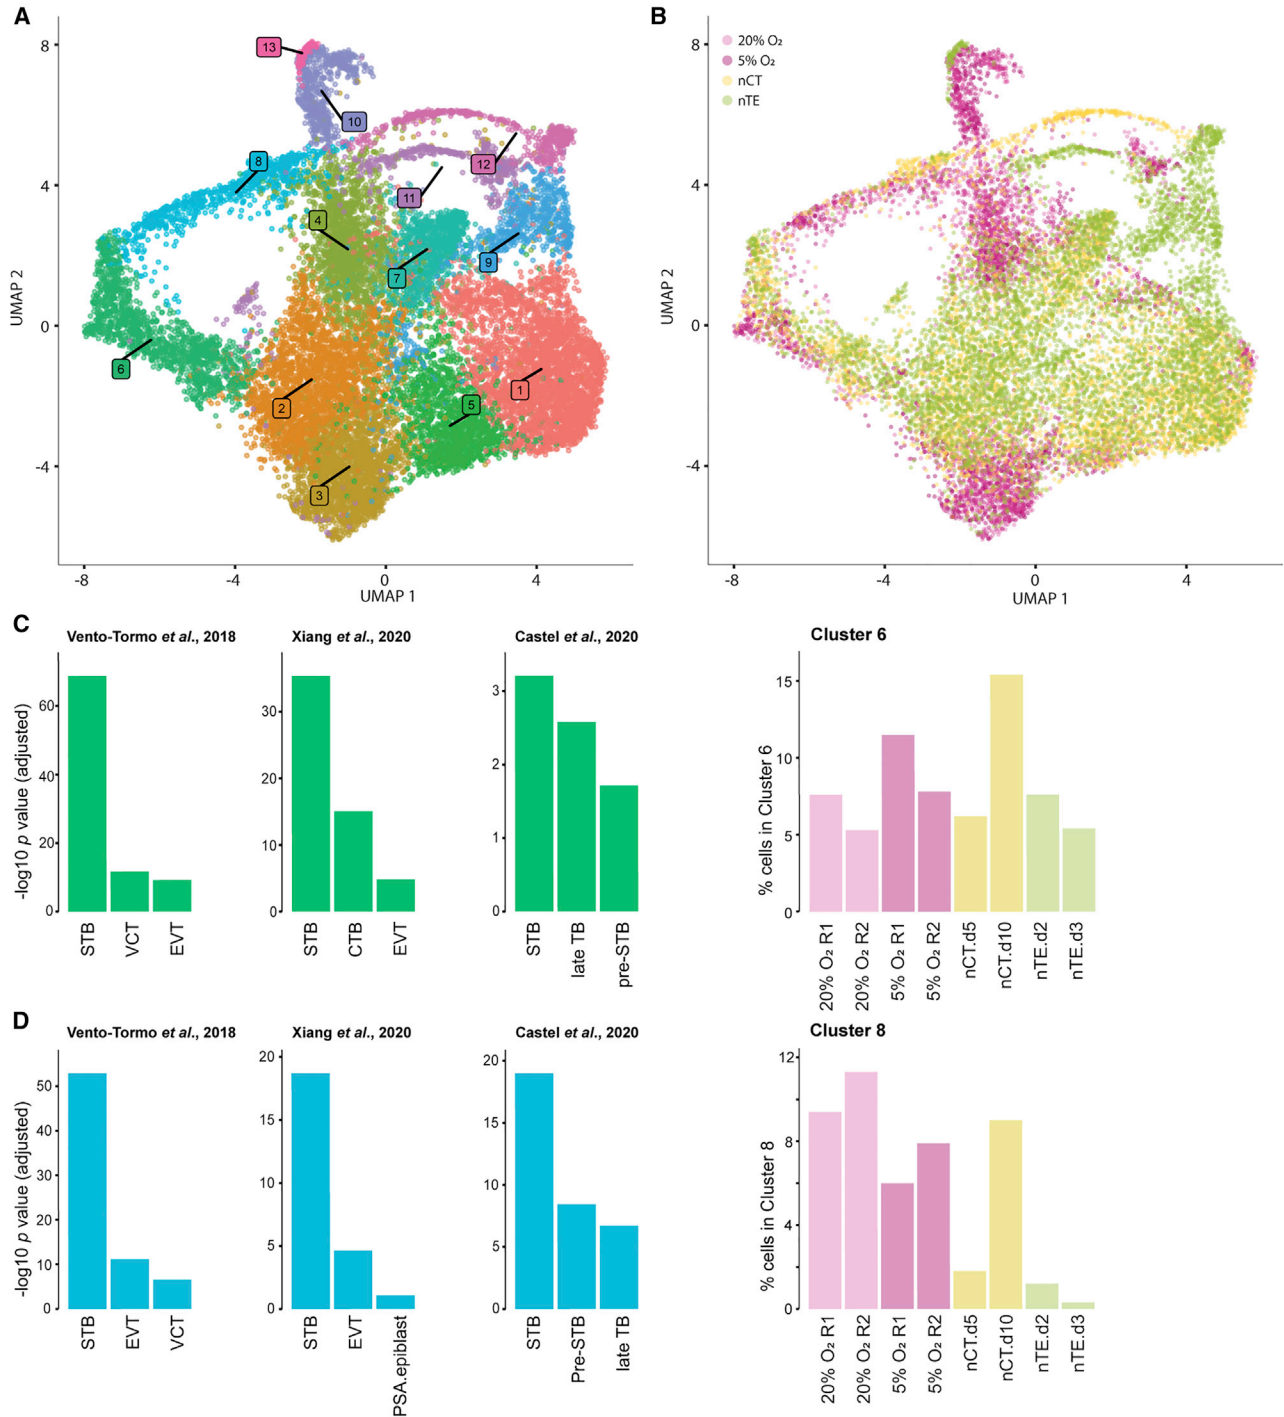 A
B
8
4
0
-4
UMAP 2
-8
-4
0
4
UMAP 1
13
10
8
12
11
4
7
9
6
2
1
5
3
8
4
0
-4
UMAP 2
-8
-4
0
4
UMAP 1
20% O₂
5% O₂
nCT
nTE
C
Vento-Tormo et al., 2018
-log10 p value (adjusted)
60
40
20
0
STB
VCT
EVT
Xiang et al., 2020
30
20
10
0
STB
CTB
EVT
Castel et al., 2020
3
2
1
0
STB
late TB
pre-STB
Cluster 6
% cells in Cluster 6
15
10
5
0
20% O₂ R1
20% O₂ R2
5% O₂ R1
5% O₂ R2
nCT.d5
nCT.d10
nTE.d2
nTE.d3
D
Vento-Tormo et al., 2018
-log10 p value (adjusted)
50
40
30
20
10
0
STB
EVT
VCT
Xiang et al., 2020
20
15
10
5
0
STB
EVT
PSA.epiblast
Castel et al., 2020
20
15
10
5
0
STB
Pre-STB
late TB
Cluster 8
% cells in Cluster 8
12
8
4
0
20% O₂ R1
20% O₂ R2
5% O₂ R1
5% O₂ R2
nCT.d5
nCT.d10
nTE.d2
nTE.d3